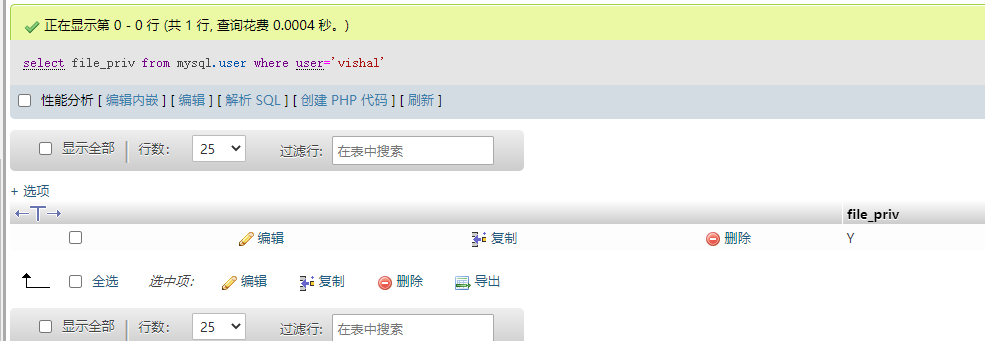 正在显示第 0 - 0 行 (共 1 行, 查询花费 0.0004 秒。)
select file_priv from mysql.user where user='vishal'
性能分析 [ 编辑内嵌 ] [ 编辑 ] [ 解析 SQL ] [ 创建 PHP 代码 ] [ 刷新 ]
显示全部 行数: 25 过滤行: 在表中搜索
+ 选项
←T→ file_priv
编辑 复制 删除 Y
全选 选中项: 编辑 复制 删除 导出
显示全部 行数: 25 过滤行: 在表中搜索